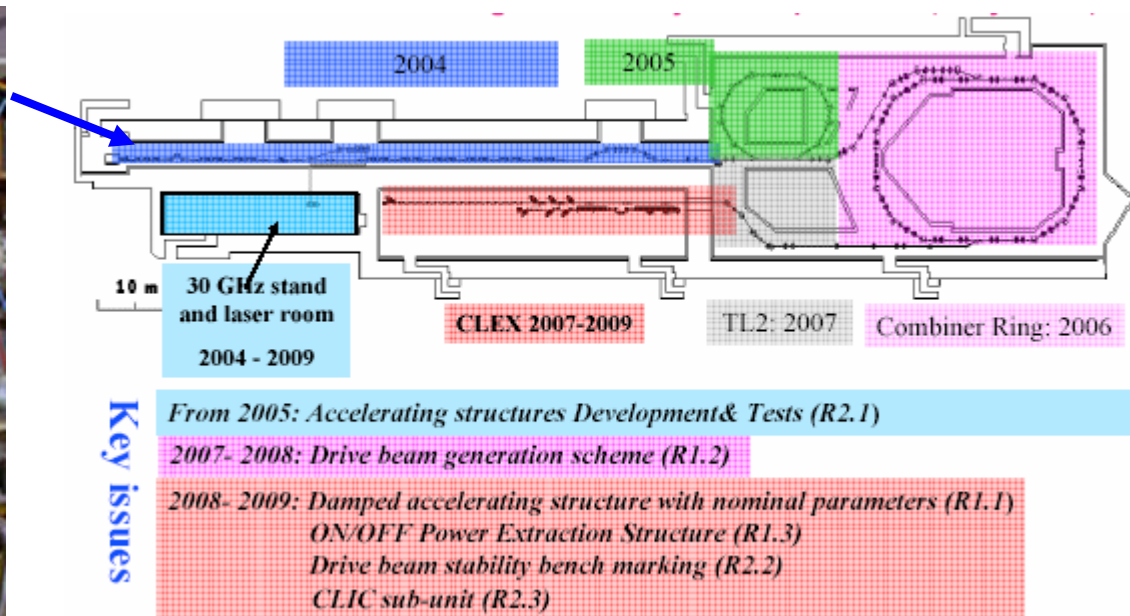 2004
2005
10 m
30 GHz stand
and laser room
2004 - 2009
CLEX 2007-2009
TL2: 2007
Combiner Ring: 2006
Key issues
From 2005: Accelerating structures Development& Tests (R2.1)
2007- 2008: Drive beam generation scheme (R1.2)
2008- 2009: Damped accelerating structure with nominal parameters (R1.1)
ON/OFF Power Extraction Structure (R1.3)
Drive beam stability bench marking (R2.2)
CLIC sub-unit (R2.3)